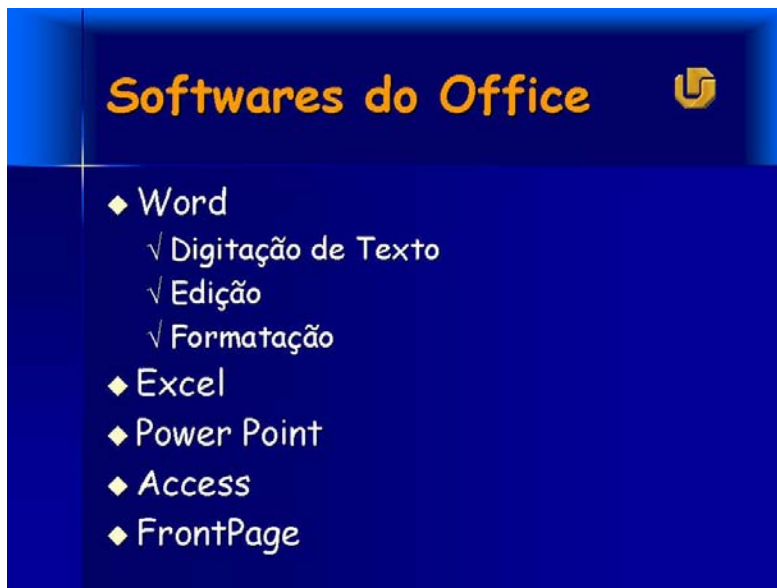 Softwares do Office
◆ Word
√ Digitação de Texto
√ Edição
√ Formatação
◆ Excel
◆ Power Point
◆ Access
◆ FrontPage